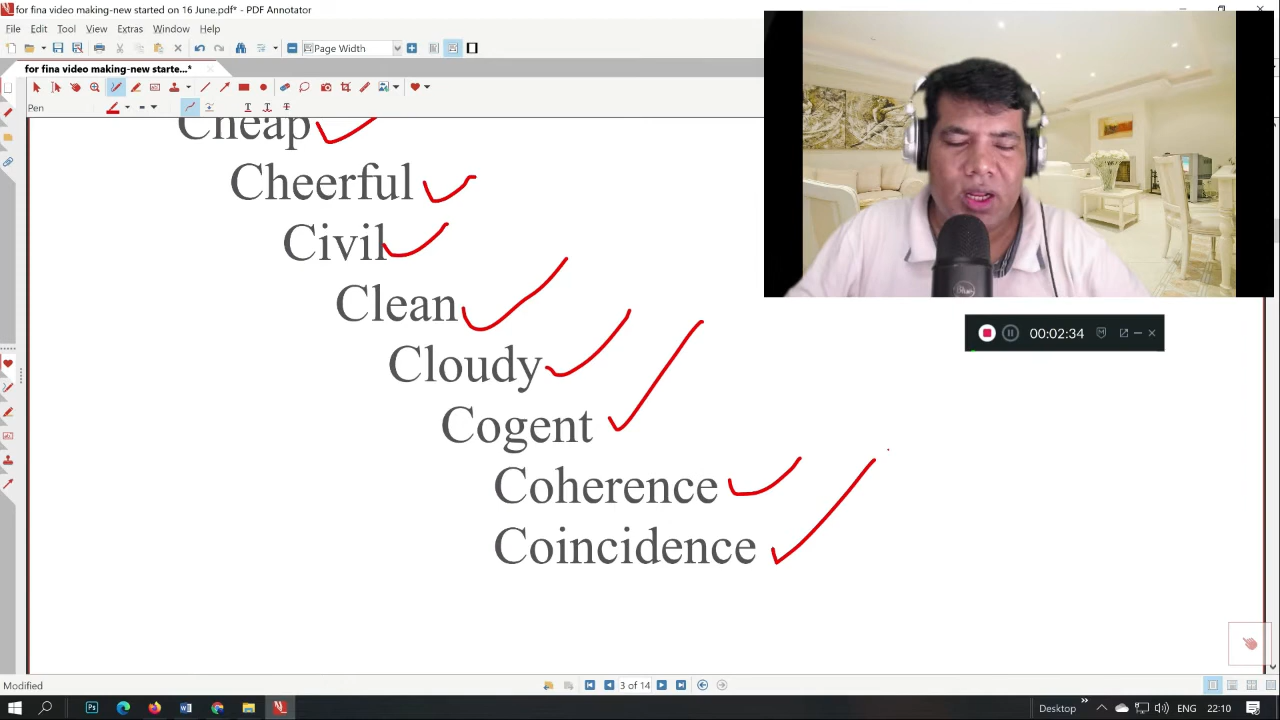 for fina video making-new started on 16 June.pdf* - PDF Annotator
File Edit Tool View Extras Window Help
Page Width
for fina video making-new starte...*
Pen
Cheap
Cheerful
Civil
Clean
Cloudy
Cogent
Coherence
Coincidence
00:02:34
blue
Modified
3 of 14
Desktop
ENG
22:10